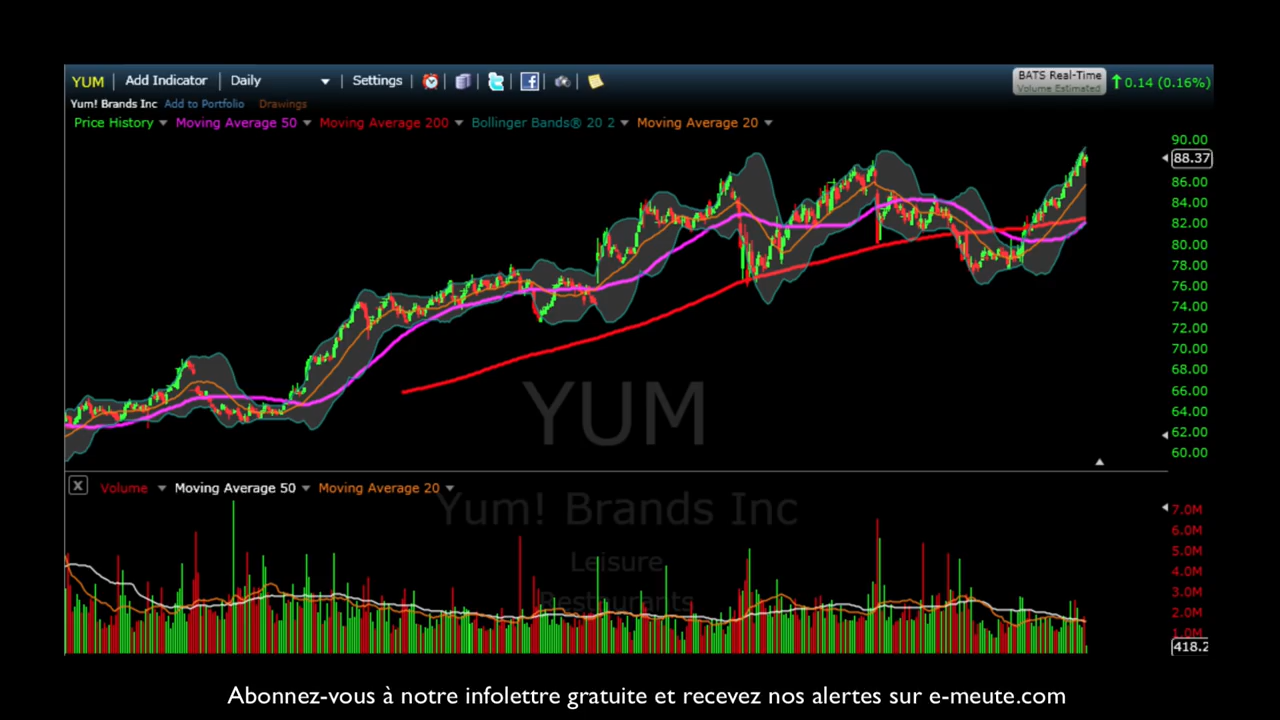 YUM Add Indicator Daily Settings BATS Real-Time Volume Estimated 0.14 (0.16%)
Yum! Brands Inc Add to Portfolio Drawings
Price History Moving Average 50 Moving Average 200 Bollinger Bands® 20 2 Moving Average 20
90.00
88.37
86.00
84.00
82.00
80.00
78.00
76.00
74.00
72.00
70.00
68.00
66.00
64.00
62.00
60.00
YUM
X Volume Moving Average 50 Moving Average 20
Yum! Brands Inc
Leisure
Restaurants
7.0M
6.0M
5.0M
4.0M
3.0M
2.0M
1.0M
418.2
Abonnez-vous à notre infolettre gratuite et recevez nos alertes sur e-meute.com